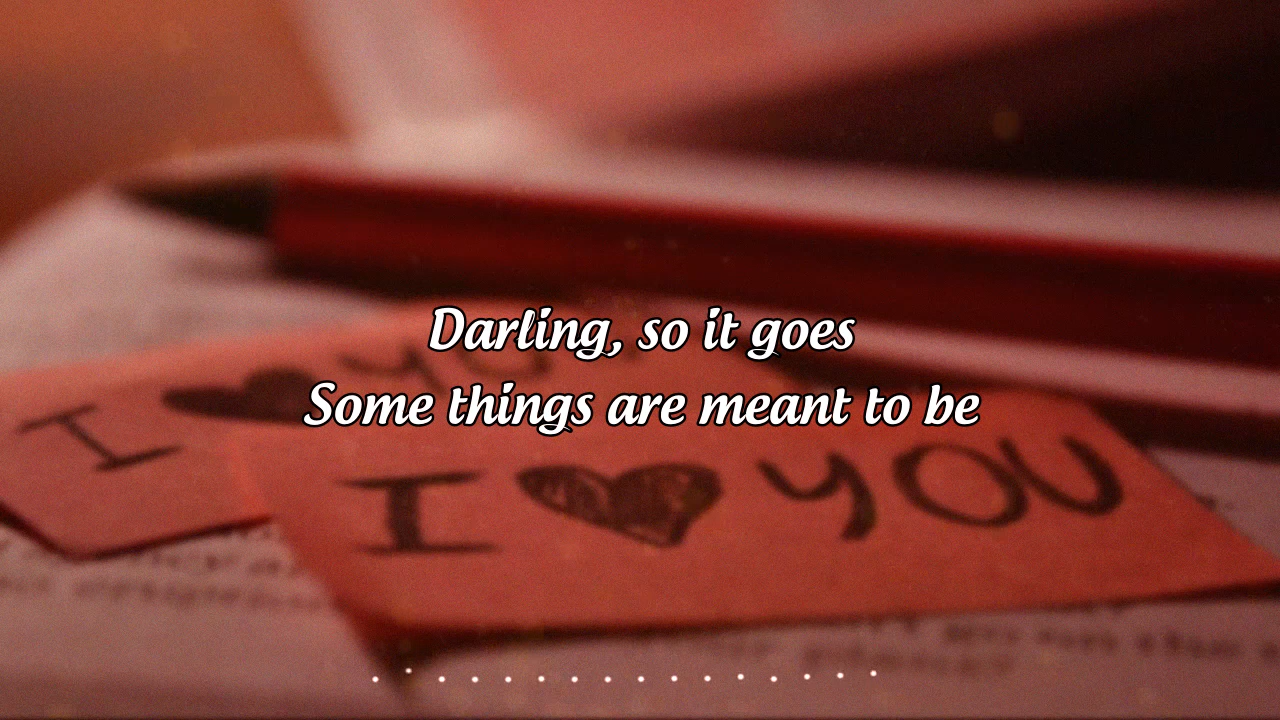 Darling, so it goes
Some things are meant to be
I ♥ YOU
I ♥ YOU